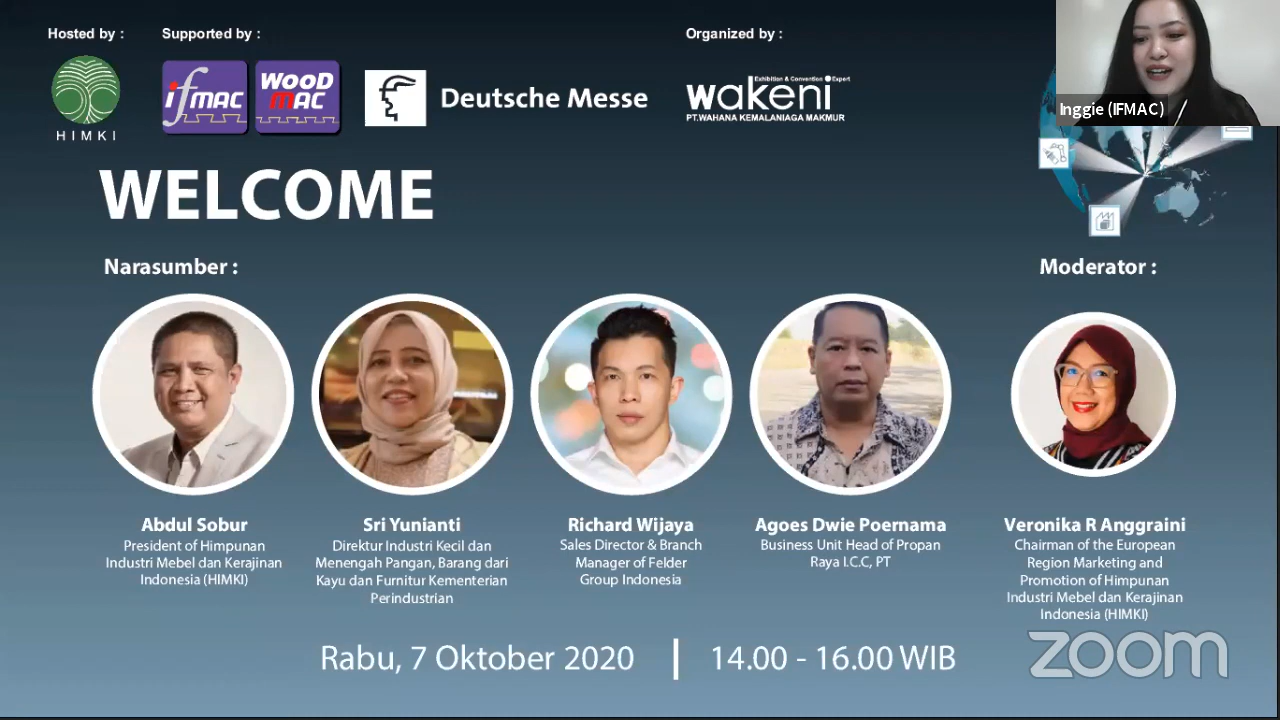 Hosted by :
Supported by :
Organized by :
HIMKI
ifmac
WOOD MAC
Deutsche Messe
Exhibition & Convention Expert
wakeni
PT.WAHANA KEMALANIAGA MAKMUR
Inggie (IFMAC)
WELCOME
Narasumber :
Moderator :
Abdul Sobur
President of Himpunan
Industri Mebel dan Kerajinan
Indonesia (HIMKI)
Sri Yunianti
Direktur Industri Kecil dan
Menengah Pangan, Barang dari
Kayu dan Furnitur Kementerian
Perindustrian
Richard Wijaya
Sales Director & Branch
Manager of Felder
Group Indonesia
Agoes Dwie Poernama
Business Unit Head of Propan
Raya I.C.C, PT
Veronika R Anggraini
Chairman of the European
Region Marketing and
Promotion of Himpunan
Industri Mebel dan Kerajinan
Indonesia (HIMKI)
Rabu, 7 Oktober 2020 | 14.00 - 16.00 WIB
zoom